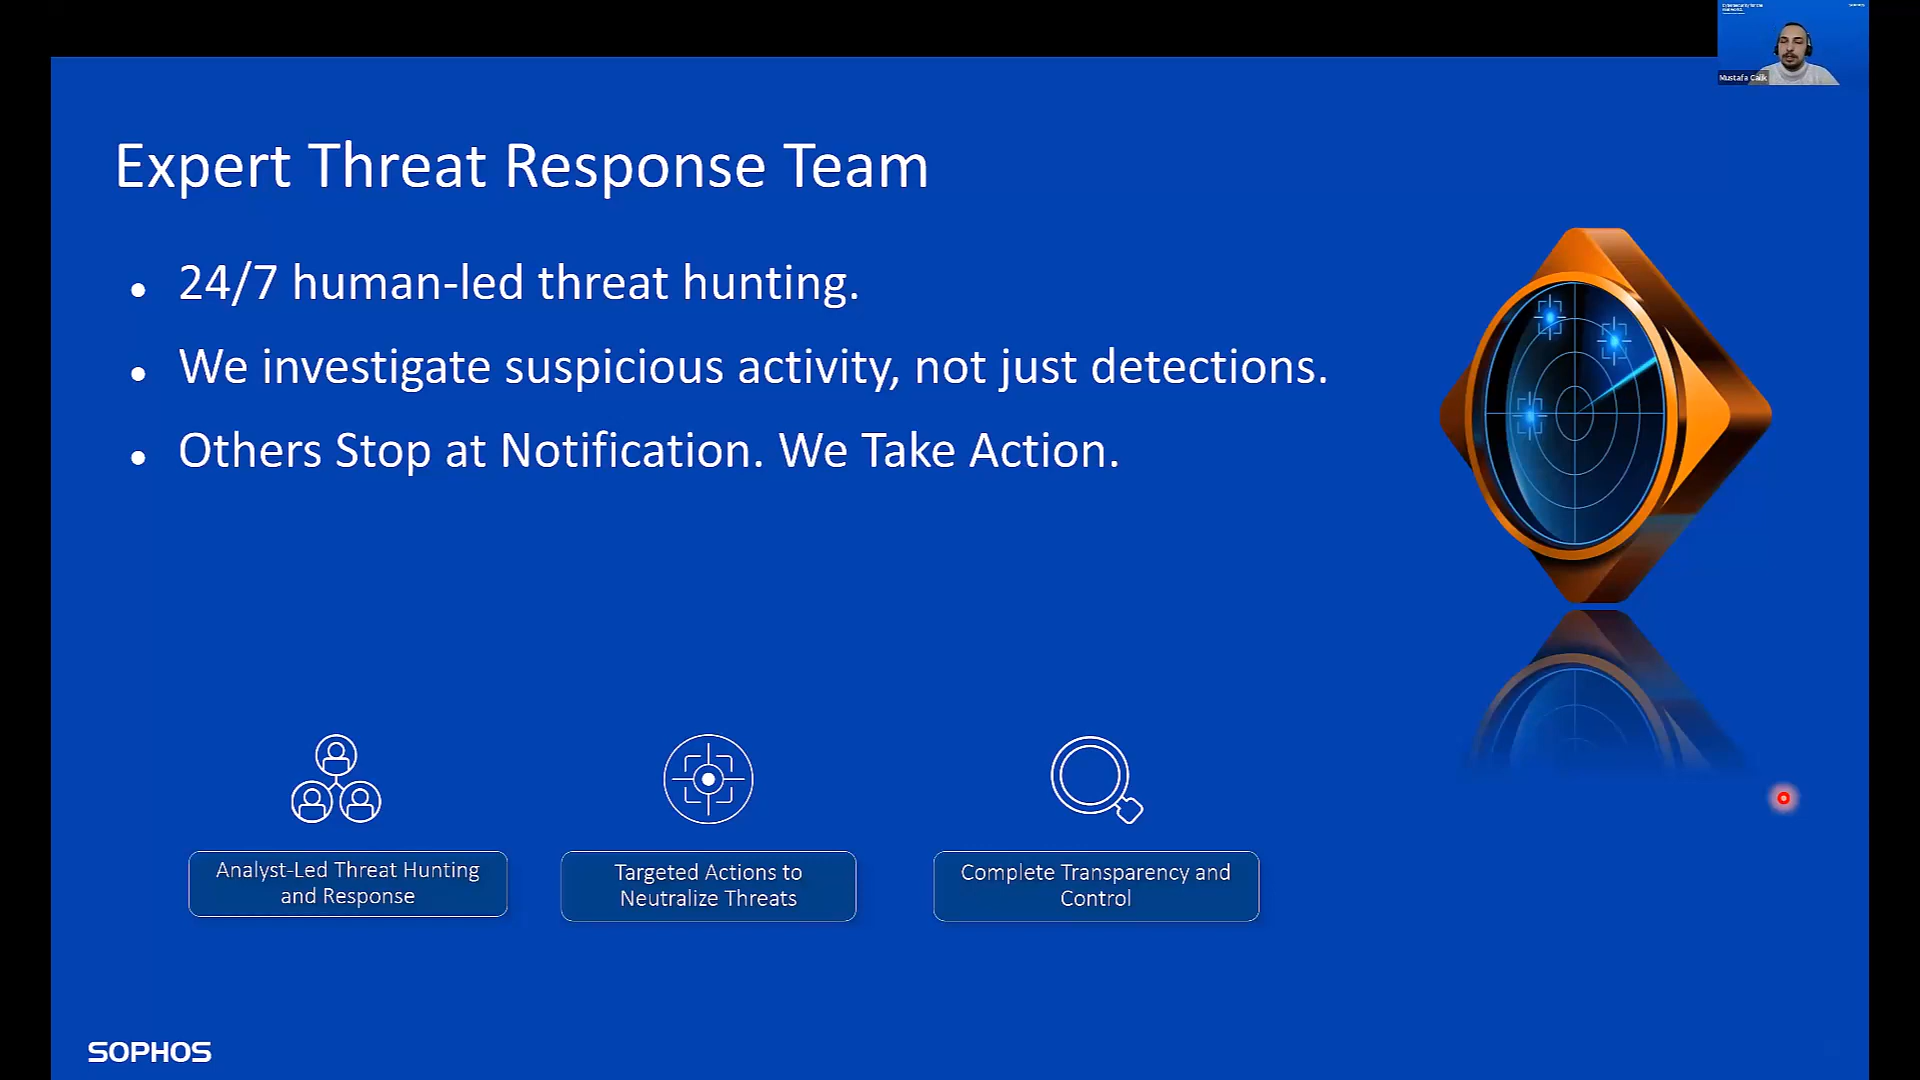 Mustafa Calik
Expert Threat Response Team
• 24/7 human-led threat hunting.
• We investigate suspicious activity, not just detections.
• Others Stop at Notification. We Take Action.
Analyst-Led Threat Hunting
and Response
Targeted Actions to
Neutralize Threats
Complete Transparency and
Control
SOPHOS